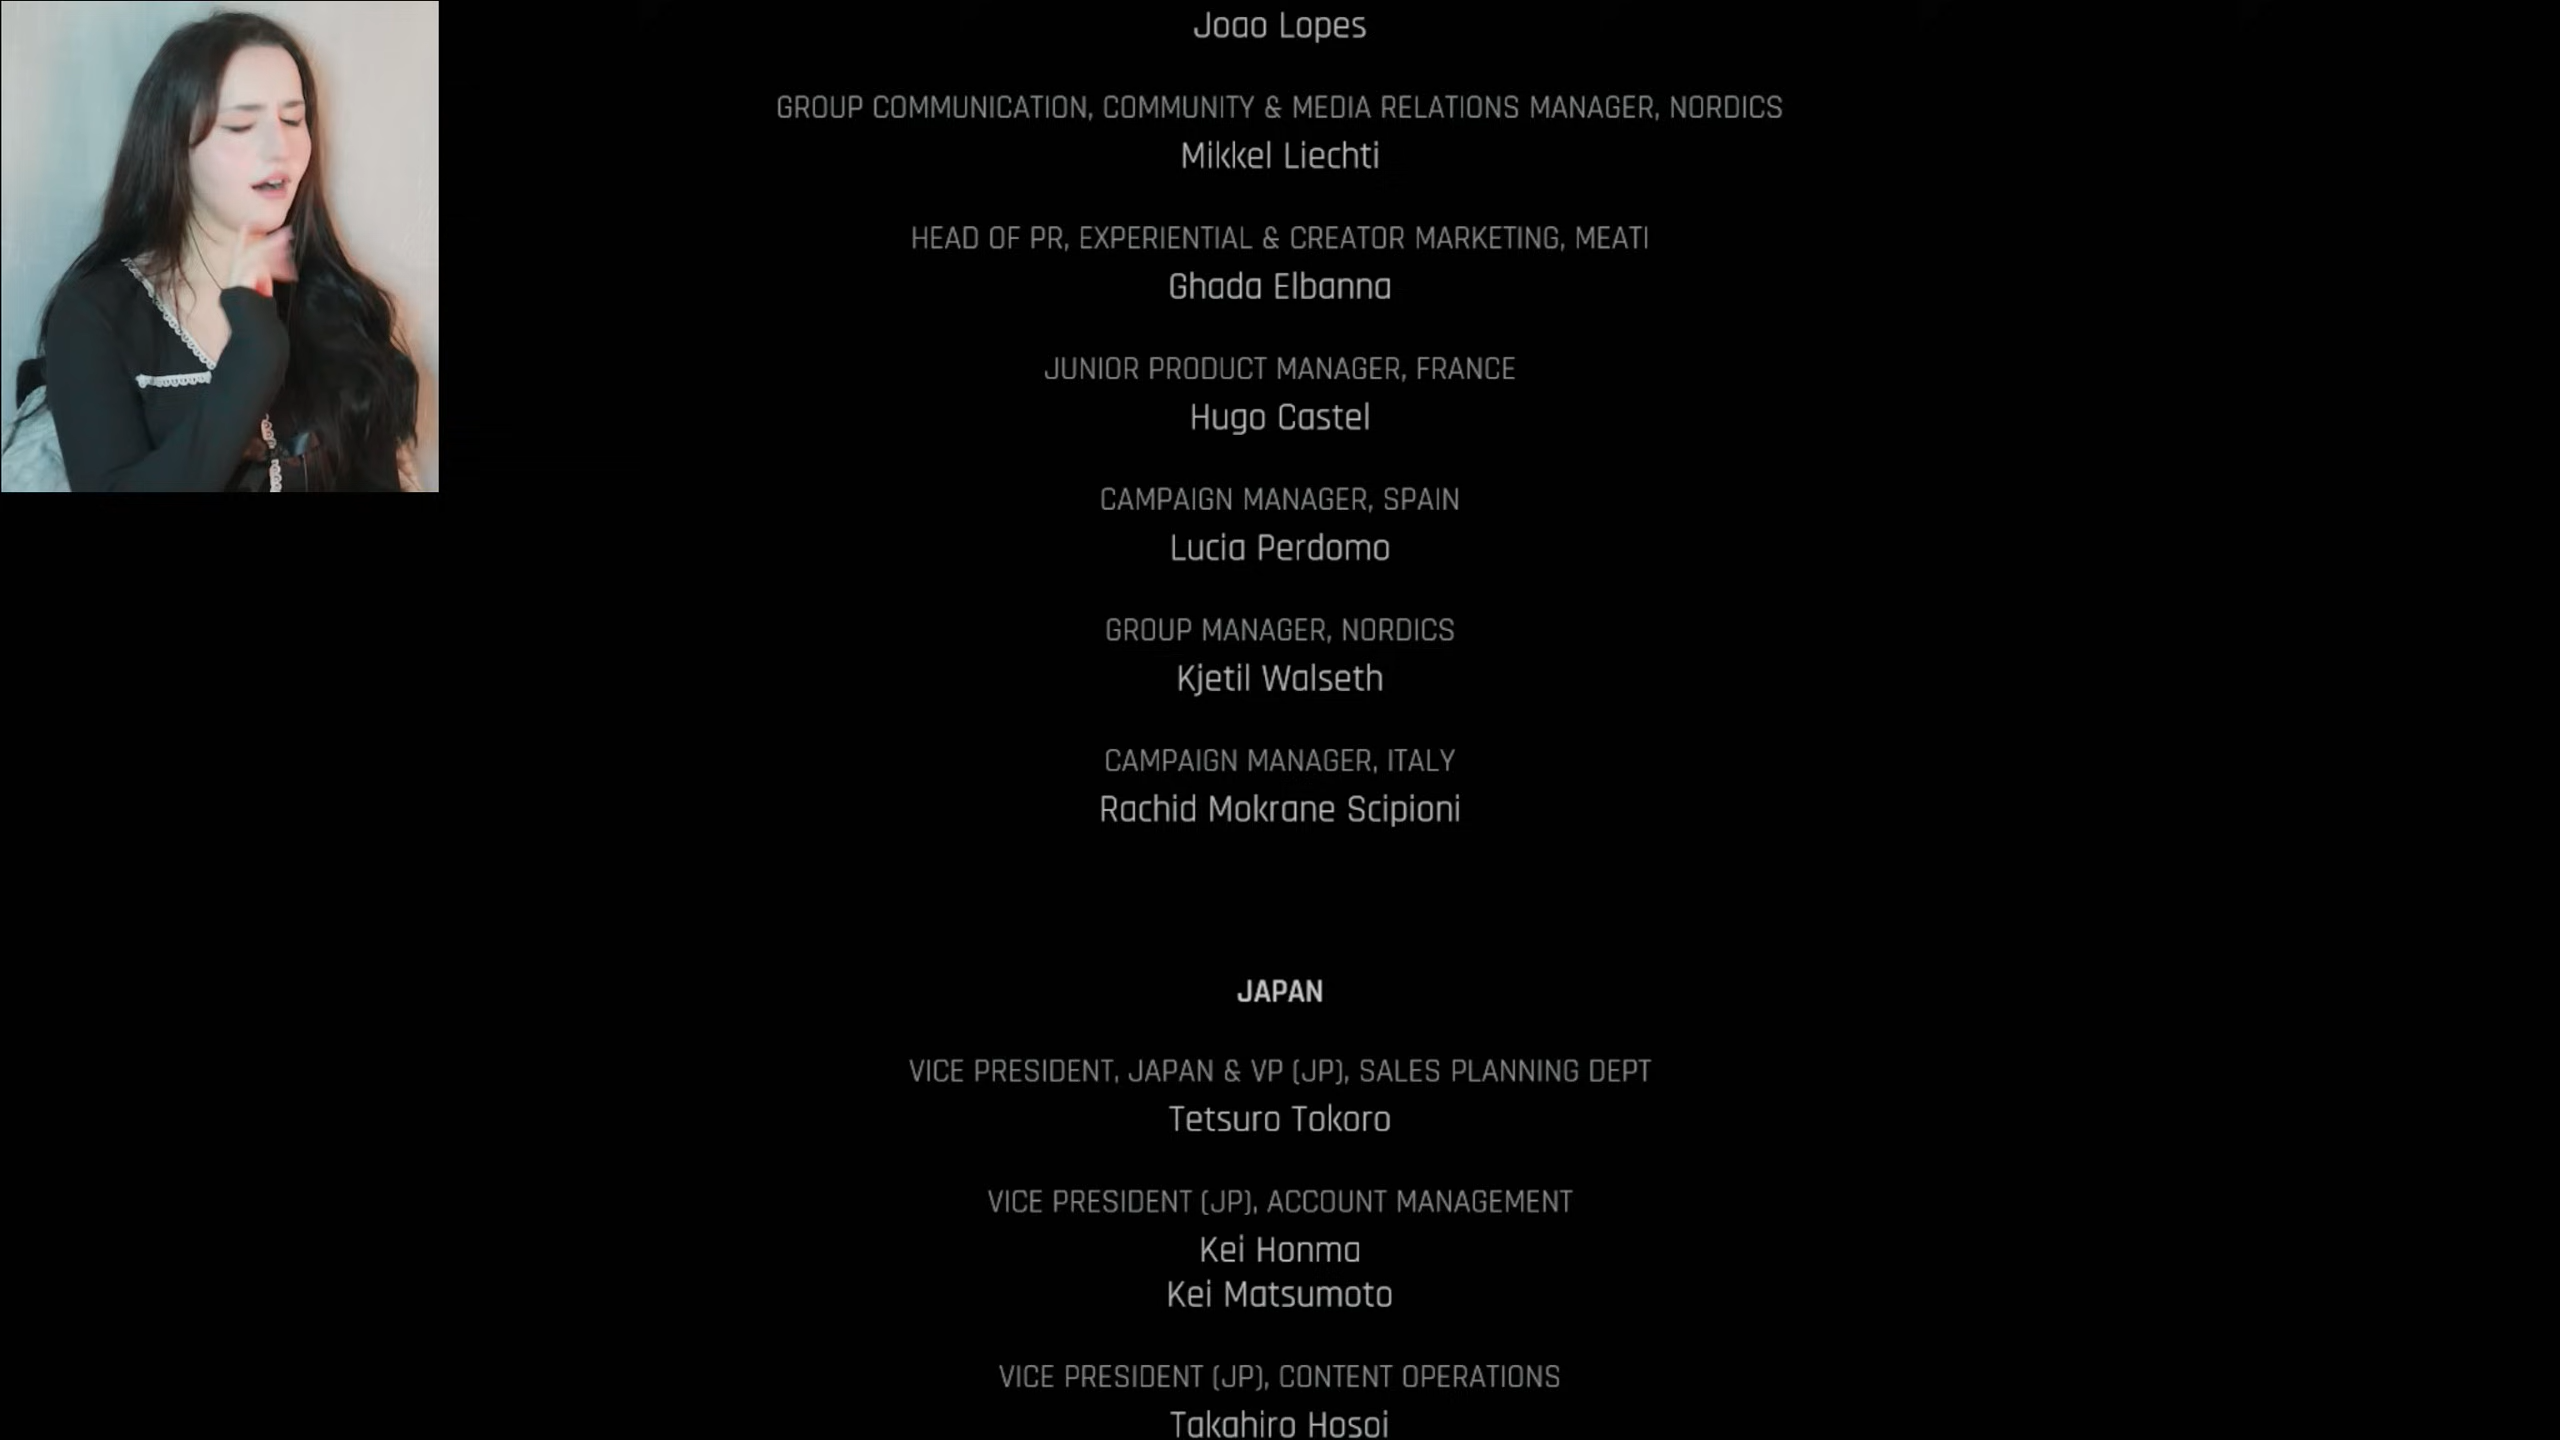 Joao Lopes
GROUP COMMUNICATION, COMMUNITY & MEDIA RELATIONS MANAGER, NORDICS
Mikkel Liechti
HEAD OF PR, EXPERIENTIAL & CREATOR MARKETING, MEATI
Ghada Elbanna
JUNIOR PRODUCT MANAGER, FRANCE
Hugo Castel
CAMPAIGN MANAGER, SPAIN
Lucia Perdomo
GROUP MANAGER, NORDICS
Kjetil Walseth
CAMPAIGN MANAGER, ITALY
Rachid Mokrane Scipioni
JAPAN
VICE PRESIDENT, JAPAN & VP (JP), SALES PLANNING DEPT
Tetsuro Tokoro
VICE PRESIDENT (JP), ACCOUNT MANAGEMENT
Kei Honma
Kei Matsumoto
VICE PRESIDENT (JP), CONTENT OPERATIONS
Takahiro Hosoi